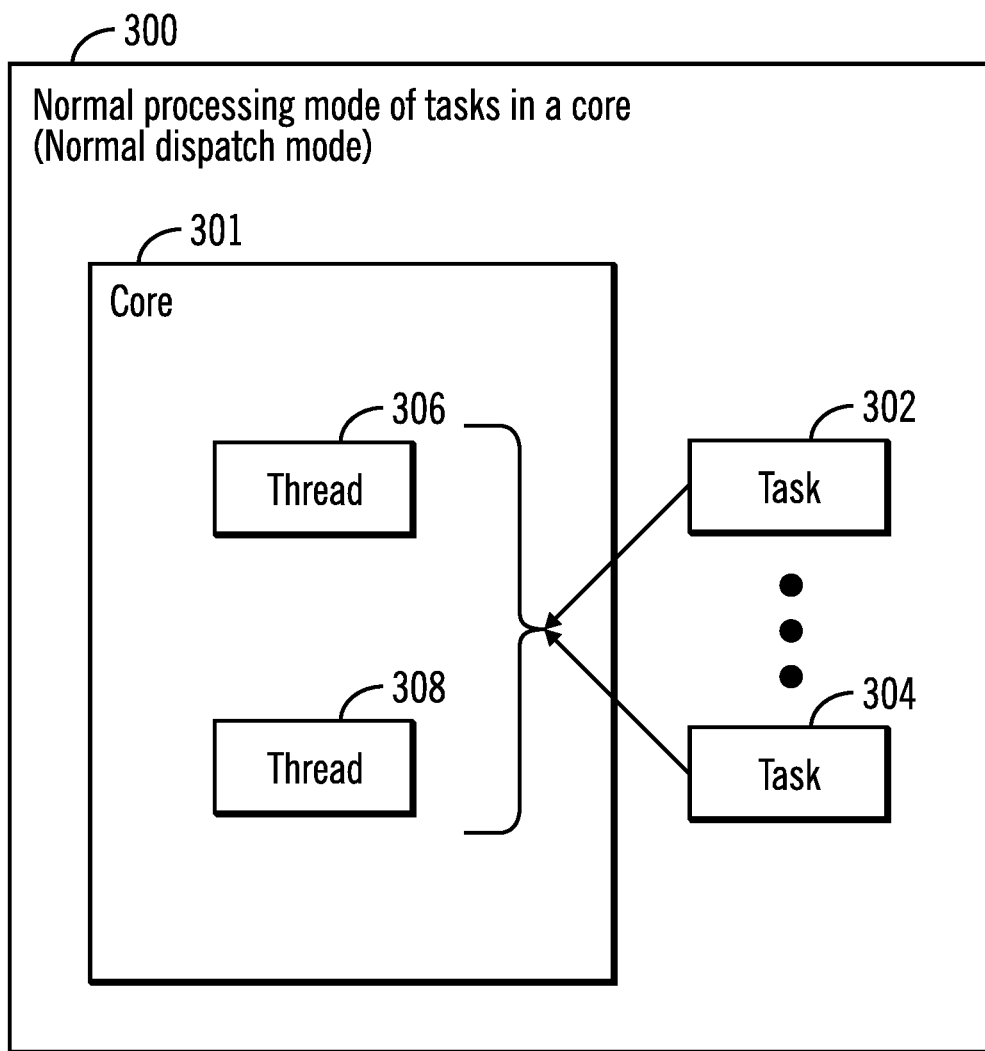 300
Normal processing mode of tasks in a core
(Normal dispatch mode)
301
Core
306
302
Thread
Task
308
304
Thread
Task